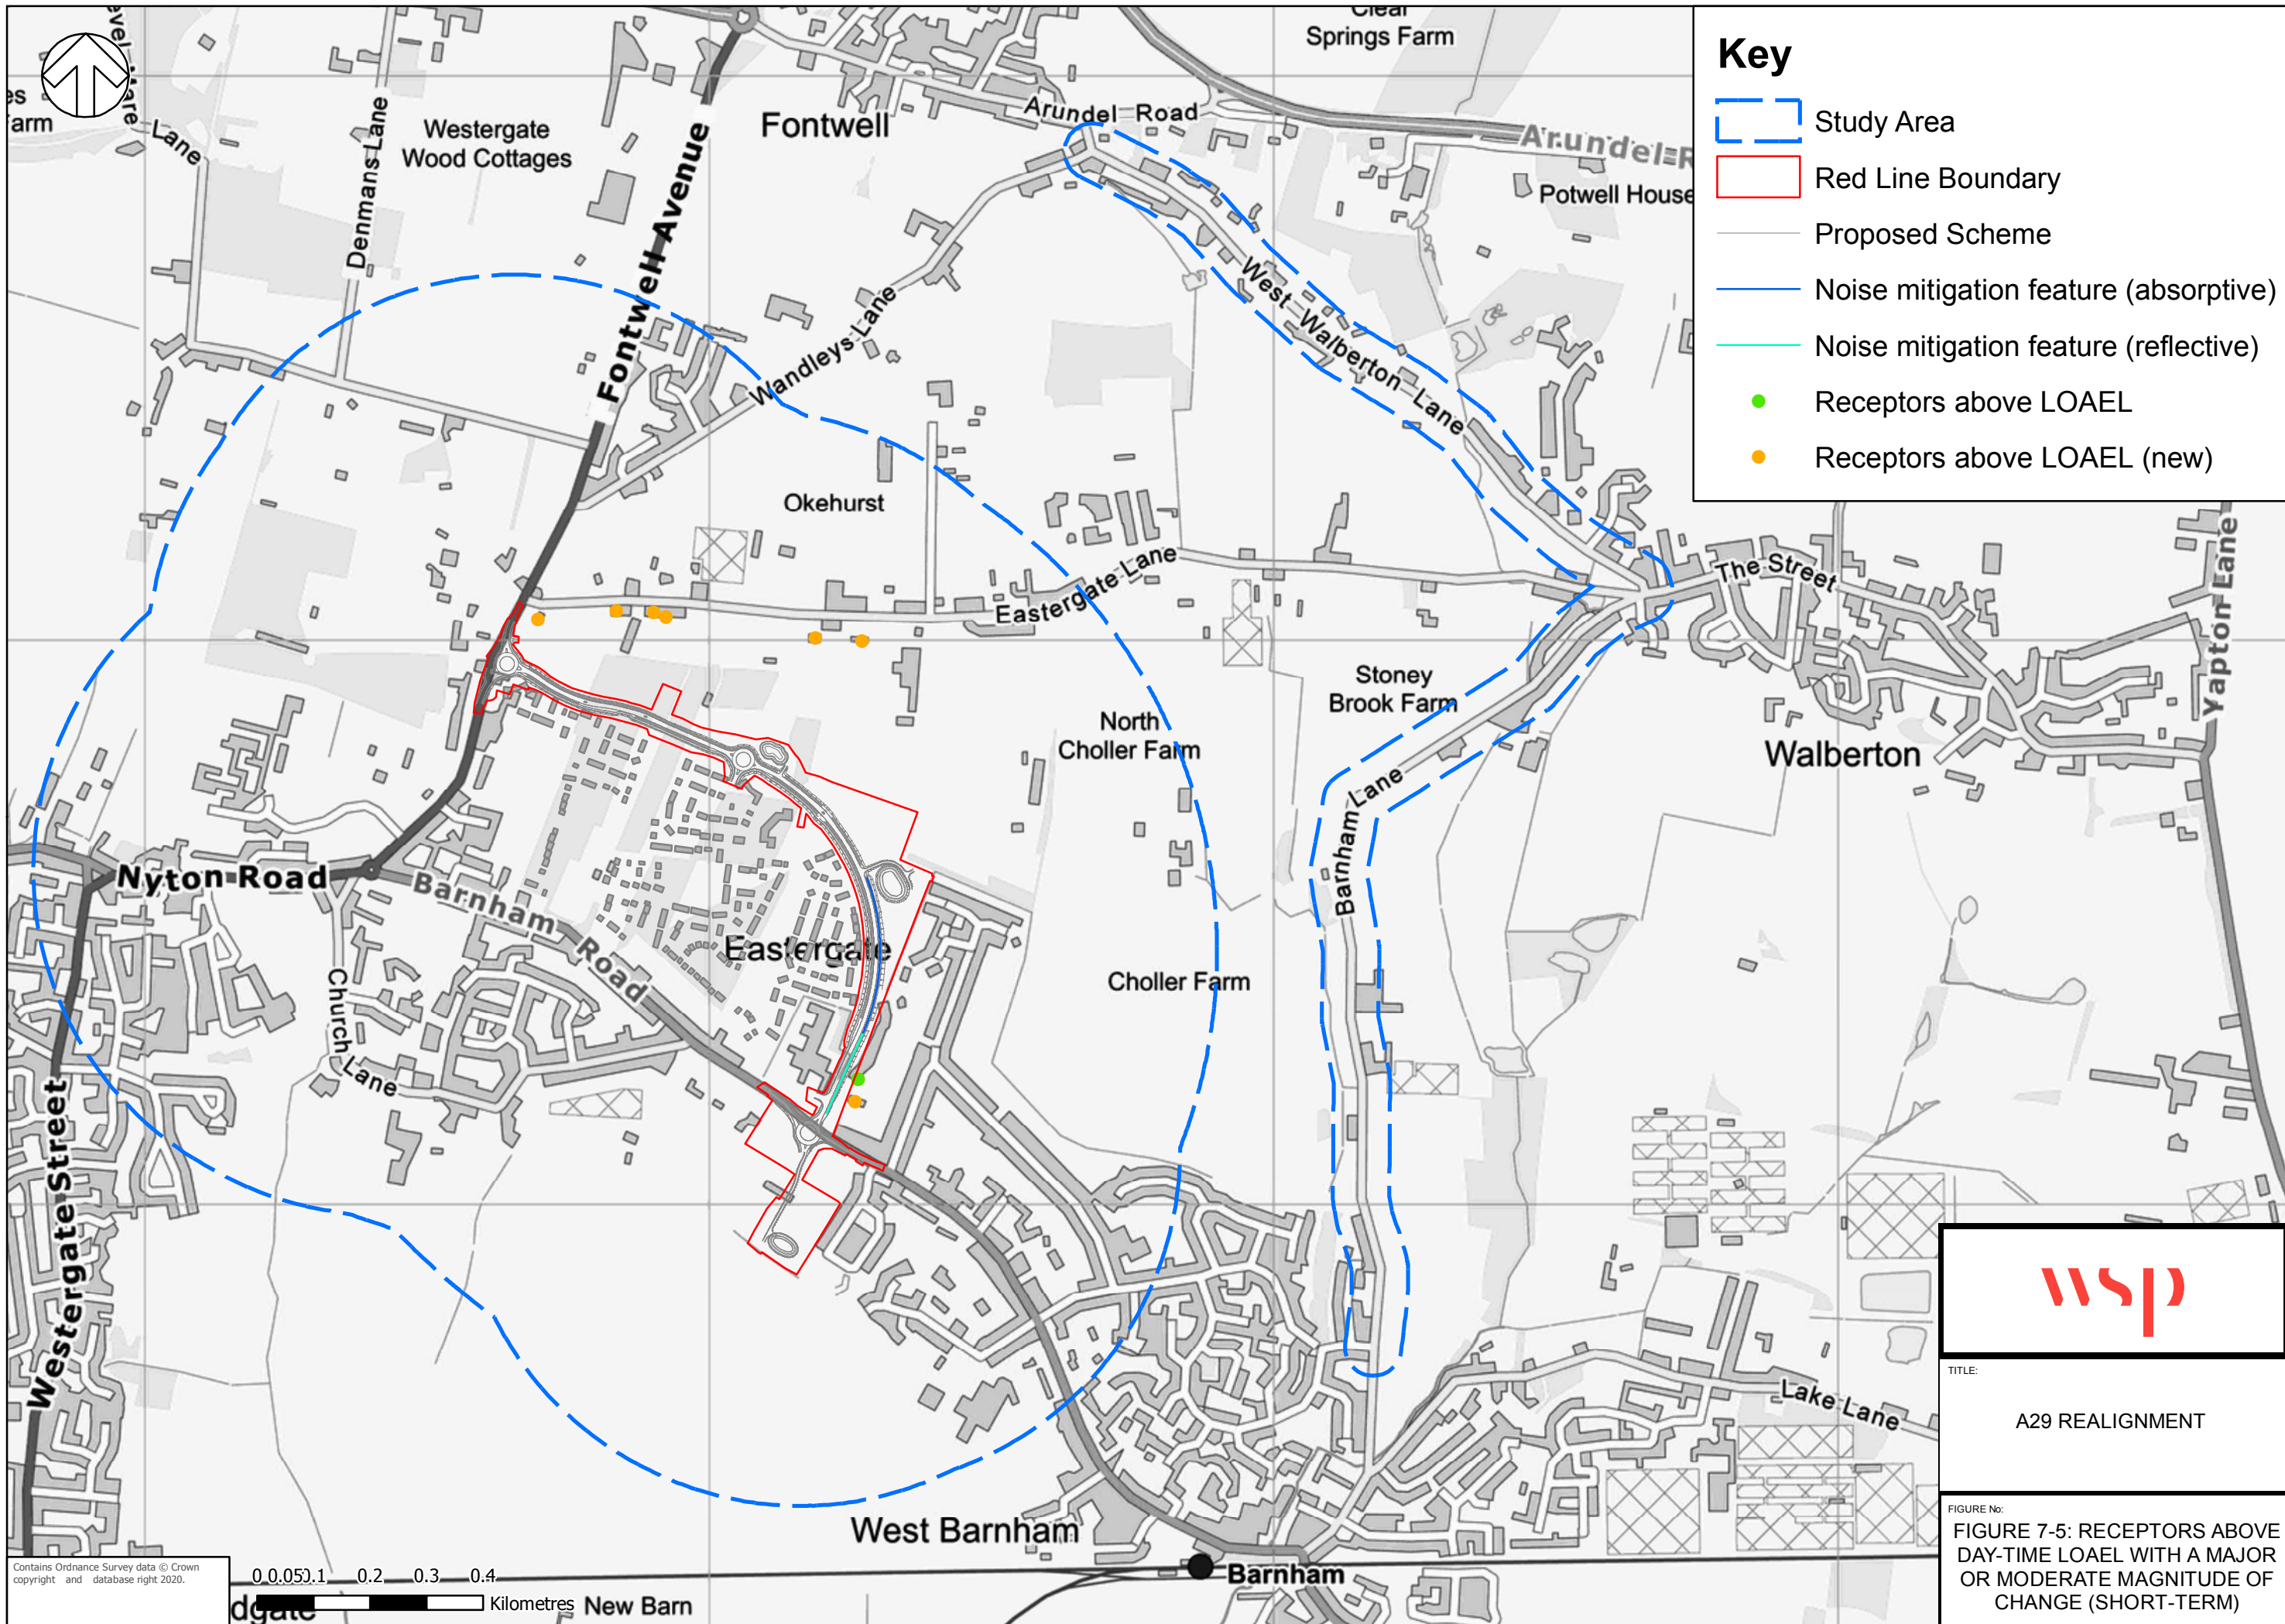 Clear
Springs Farm
Key
Study Area
Red Line Boundary
Proposed Scheme
Noise mitigation feature (absorptive)
Noise mitigation feature (reflective)
Receptors above LOAEL
Receptors above LOAEL (new)
Lane
Denmans Lane
Westergate
Wood Cottages
Fontwell Avenue
Fontwell
Arundel Road
Arundel R
Potwell House
Wandleys Lane
West Walberton Lane
Okehurst
Eastergate Lane
The Street
Yapton Lane
Stoney
Brook Farm
North
Choller Farm
Walberton
Barnham Lane
Nyton Road
Barnham Road
Eastergate
Choller Farm
Church Lane
Westergate Street
West Barnham
Barnham
Lake Lane
New Barn
dgate
0 0.05 0.1 0.2 0.3 0.4
Kilometres
Contains Ordnance Survey data © Crown
copyright and database right 2020.
wsp
TITLE:
A29 REALIGNMENT
FIGURE No:
FIGURE 7-5: RECEPTORS ABOVE
DAY-TIME LOAEL WITH A MAJOR
OR MODERATE MAGNITUDE OF
CHANGE (SHORT-TERM)